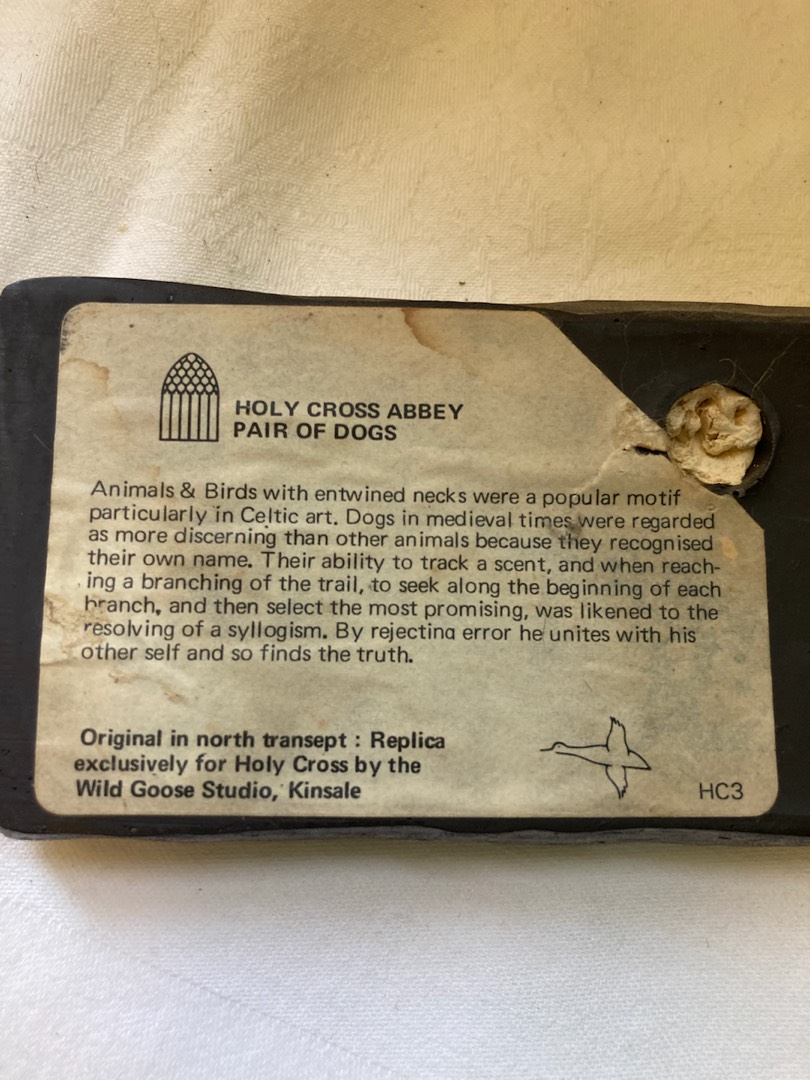 HOLY CROSS ABBEY
PAIR OF DOGS
Animals & Birds with entwined necks were a popular motif
particularly in Celtic art. Dogs in medieval times were regarded
as more discerning than other animals because they recognised
their own name. Their ability to track a scent, and when reach-
ing a branching of the trail, to seek along the beginning of each
branch, and then select the most promising, was likened to the
resolving of a syllogism. By rejecting error he unites with his
other self and so finds the truth.
Original in north transept : Replica
exclusively for Holy Cross by the
Wild Goose Studio, Kinsale
HC3